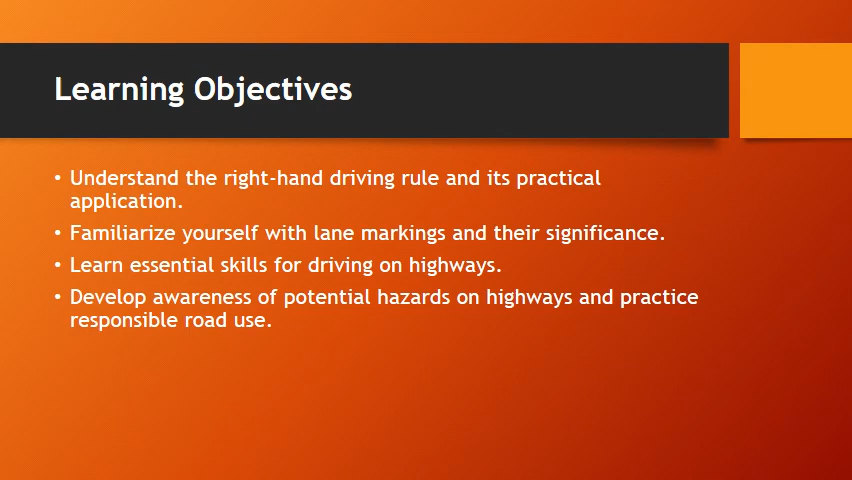 Learning Objectives
• Understand the right-hand driving rule and its practical
application.
• Familiarize yourself with lane markings and their significance.
• Learn essential skills for driving on highways.
• Develop awareness of potential hazards on highways and practice
responsible road use.